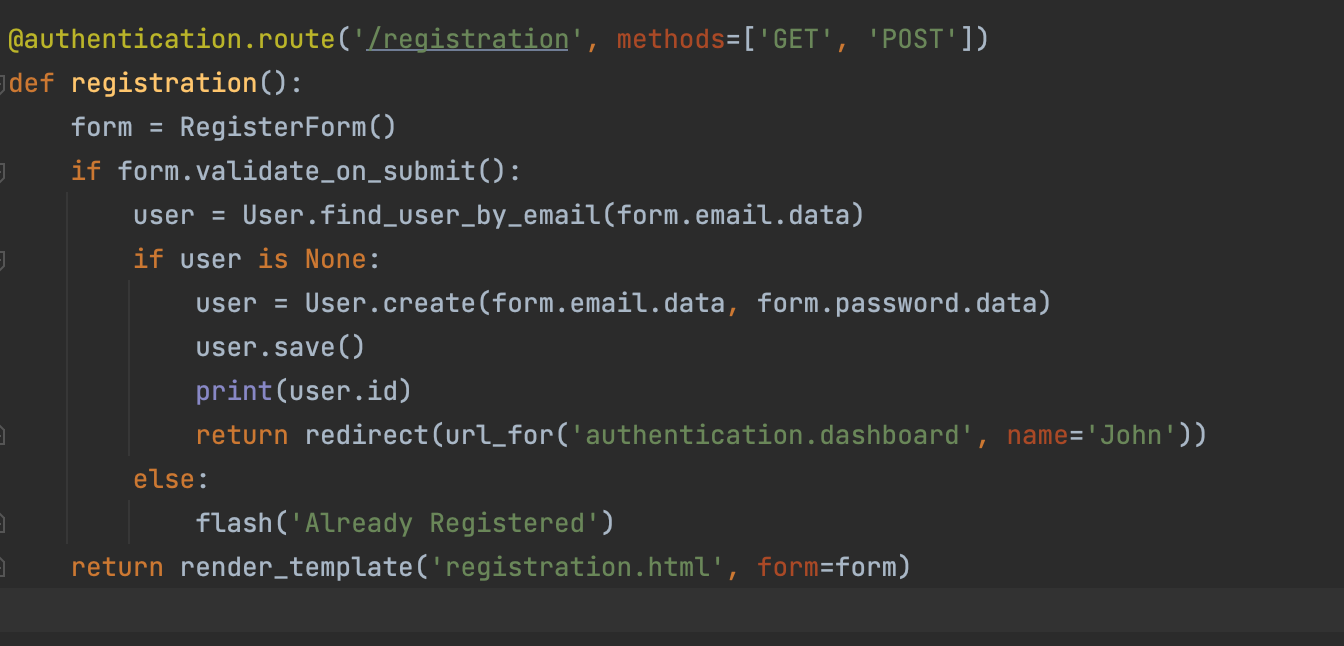 @authentication.route('/registration', methods=['GET', 'POST'])
def registration():
    form = RegisterForm()
    if form.validate_on_submit():
        user = User.find_user_by_email(form.email.data)
        if user is None:
            user = User.create(form.email.data, form.password.data)
            user.save()
            print(user.id)
            return redirect(url_for('authentication.dashboard', name='John'))
        else:
            flash('Already Registered')
    return render_template('registration.html', form=form)